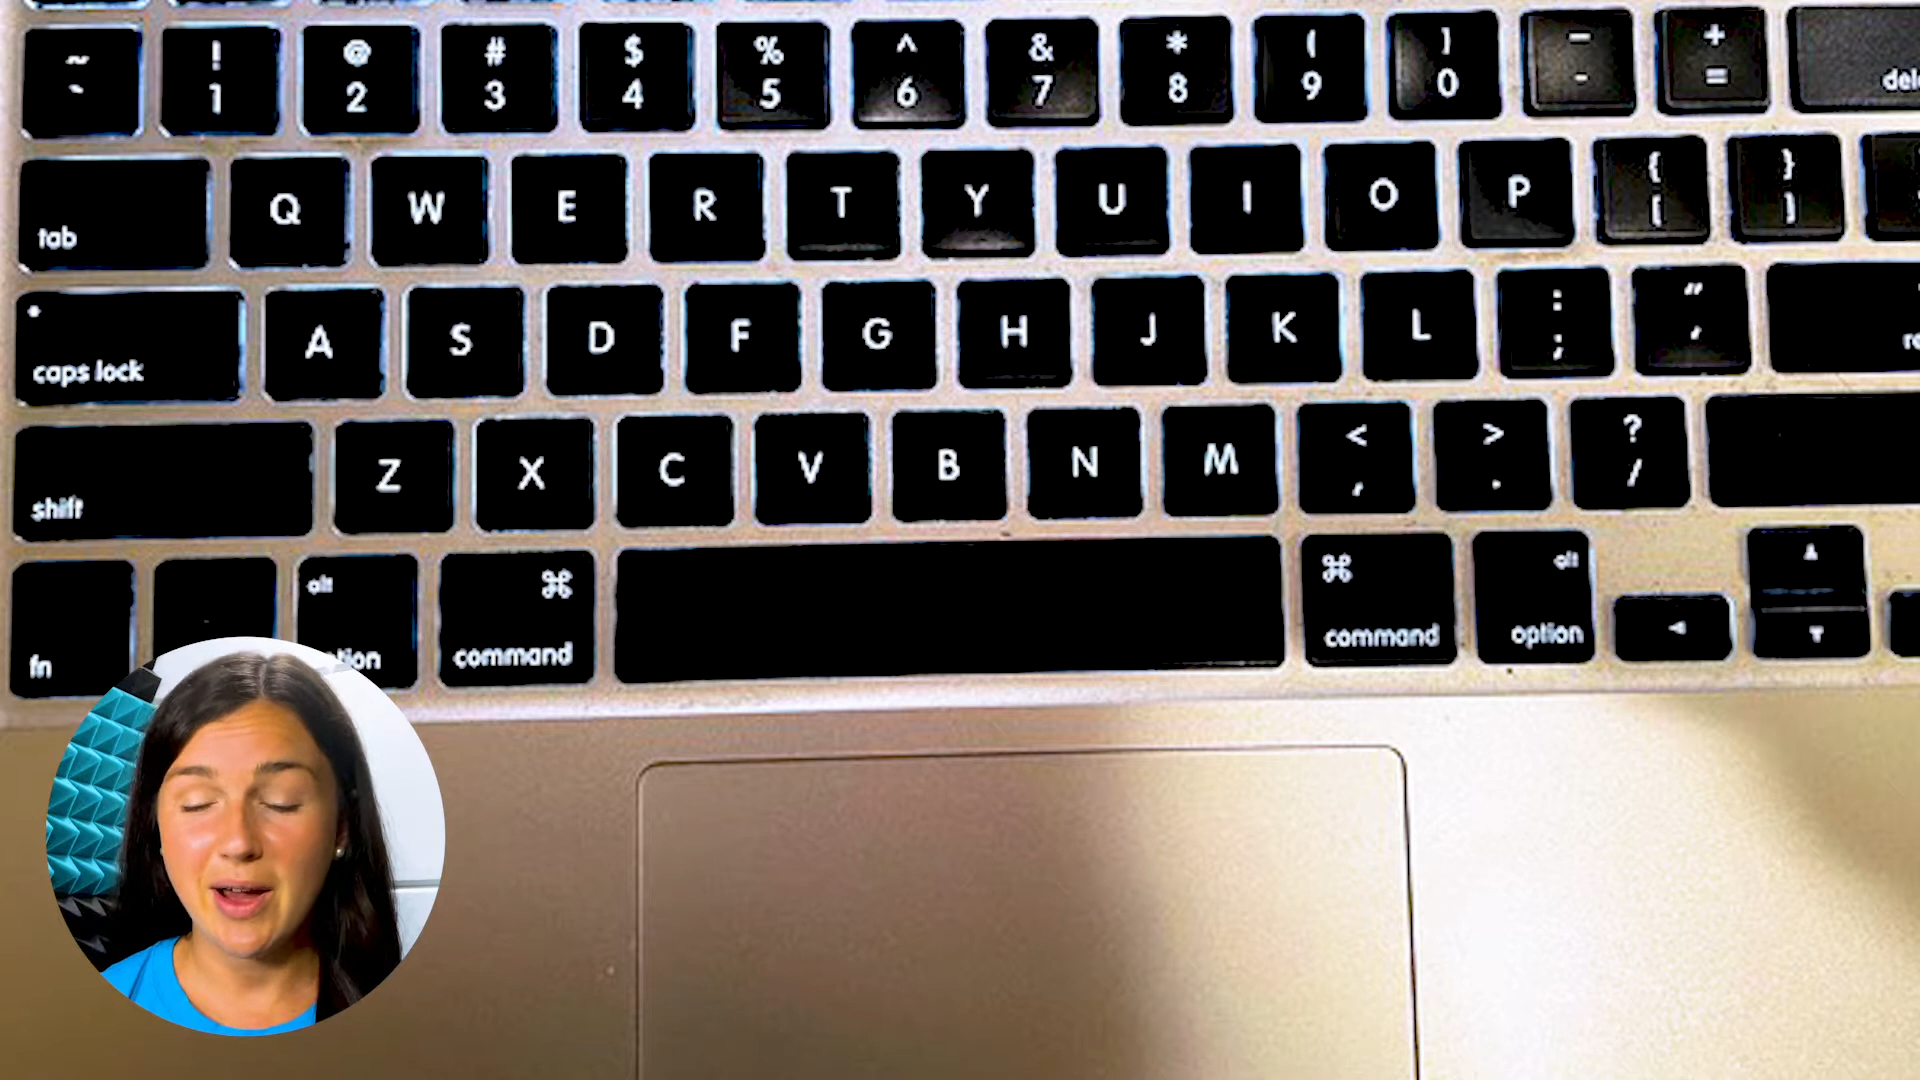 ~ ! @ # $ % ^ & * ( ) − +
` 1 2 3 4 5 6 7 8 9 0 - =
tab Q W E R T Y U I O P { }
[ ]
caps lock A S D F G H J K L : "
; '
shift Z X C V B N M < > ?
, . /
alt ⌘ ⌘ alt ▲
fn command command option ◄ ▼